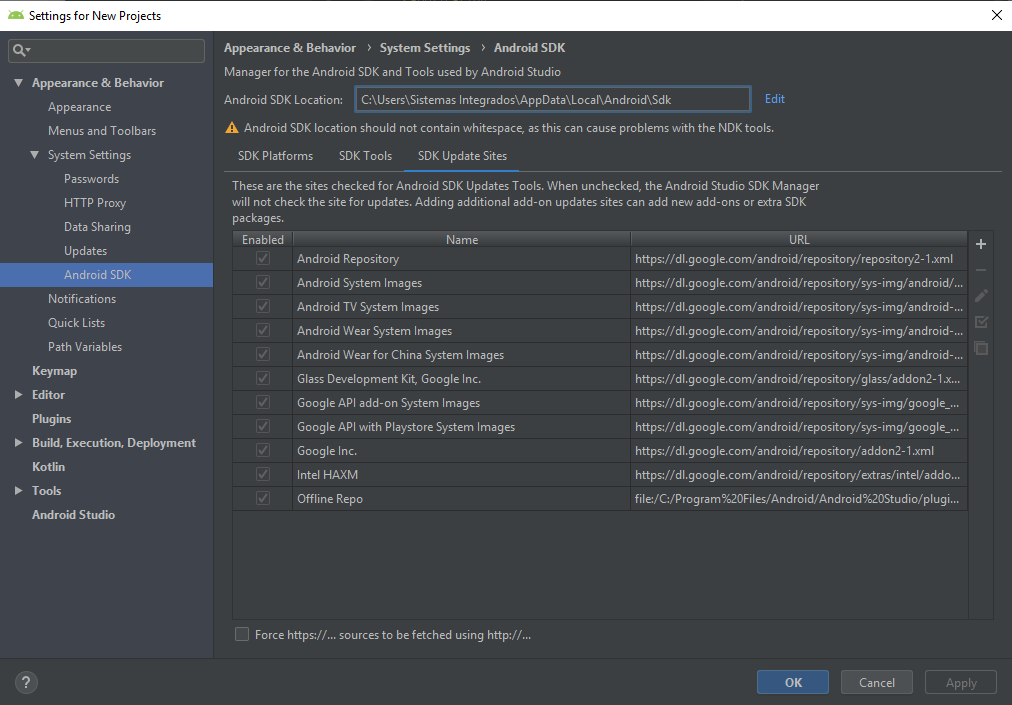 Settings for New Projects
Appearance & Behavior
Appearance
Menus and Toolbars
System Settings
Passwords
HTTP Proxy
Data Sharing
Updates
Android SDK
Notifications
Quick Lists
Path Variables
Keymap
Editor
Plugins
Build, Execution, Deployment
Kotlin
Tools
Android Studio
Appearance & Behavior › System Settings › Android SDK
Manager for the Android SDK and Tools used by Android Studio
Android SDK Location: C:\Users\Sistemas Integrados\AppData\Local\Android\Sdk Edit
Android SDK location should not contain whitespace, as this can cause problems with the NDK tools.
SDK Platforms SDK Tools SDK Update Sites
These are the sites checked for Android SDK Updates Tools. When unchecked, the Android Studio SDK Manager
will not check the site for updates. Adding additional add-on updates sites can add new add-ons or extra SDK
packages.
Enabled Name URL
Android Repository https://dl.google.com/android/repository/repository2-1.xml
Android System Images https://dl.google.com/android/repository/sys-img/android/...
Android TV System Images https://dl.google.com/android/repository/sys-img/android-...
Android Wear System Images https://dl.google.com/android/repository/sys-img/android-...
Android Wear for China System Images https://dl.google.com/android/repository/sys-img/android-...
Glass Development Kit, Google Inc. https://dl.google.com/android/repository/glass/addon2-1.x...
Google API add-on System Images https://dl.google.com/android/repository/sys-img/google_...
Google API with Playstore System Images https://dl.google.com/android/repository/sys-img/google_...
Google Inc. https://dl.google.com/android/repository/addon2-1.xml
Intel HAXM https://dl.google.com/android/repository/extras/intel/addo...
Offline Repo file:/C:/Program%20Files/Android/Android%20Studio/plugi...
Force https://... sources to be fetched using http://...
? OK Cancel Apply